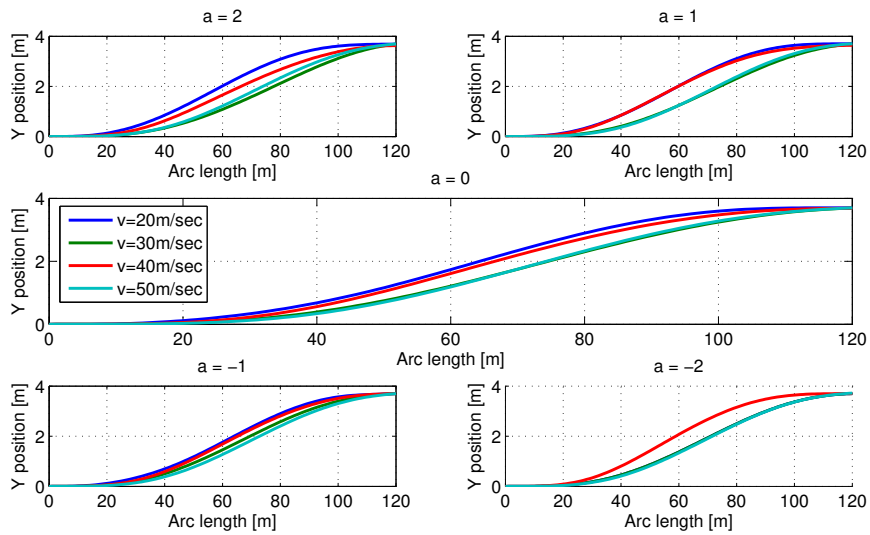 a = 2
Y position [m]
4
2
0
0 20 40 60 80 100 120
Arc length [m]
a = 1
Y position [m]
4
2
0
0 20 40 60 80 100 120
Arc length [m]
a = 0
Y position [m]
4
2
0
v=20m/sec
v=30m/sec
v=40m/sec
v=50m/sec
0 20 40 60 80 100 120
Arc length [m]
a = −1
Y position [m]
4
2
0
0 20 40 60 80 100 120
Arc length [m]
a = −2
Y position [m]
4
2
0
0 20 40 60 80 100 120
Arc length [m]